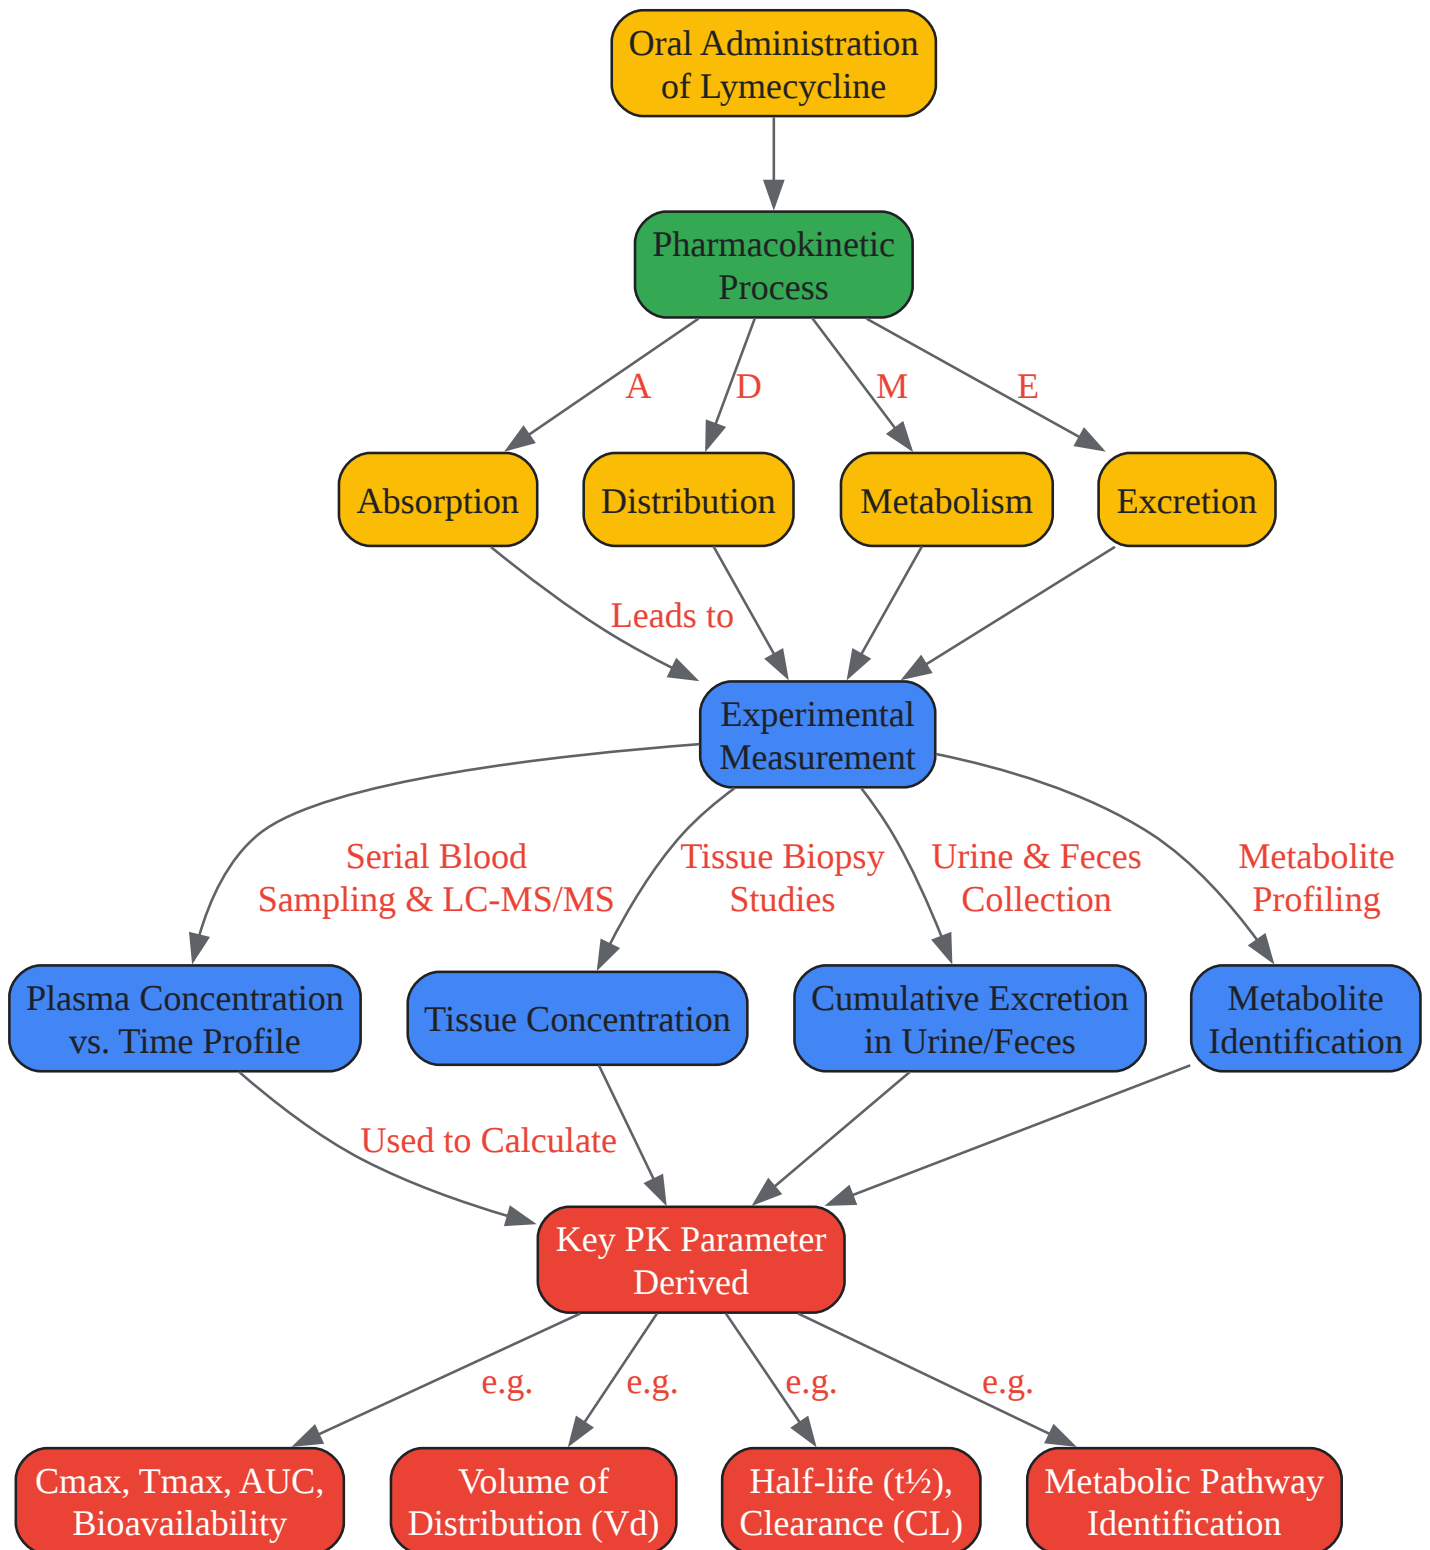 Oral Administration
of Lymecycline
Pharmacokinetic
Process
A
D
M
E
Absorption
Distribution
Metabolism
Excretion
Leads to
Experimental
Measurement
Serial Blood
Sampling & LC-MS/MS
Tissue Biopsy
Studies
Urine & Feces
Collection
Metabolite
Profiling
Plasma Concentration
vs. Time Profile
Tissue Concentration
Cumulative Excretion
in Urine/Feces
Metabolite
Identification
Used to Calculate
Key PK Parameter
Derived
e.g.
e.g.
e.g.
e.g.
Cmax, Tmax, AUC,
Bioavailability
Volume of
Distribution (Vd)
Half-life (t½),
Clearance (CL)
Metabolic Pathway
Identification